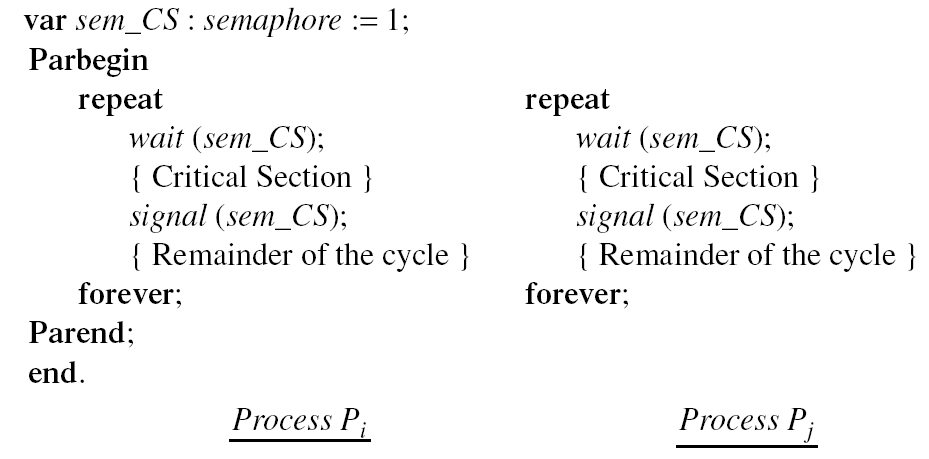 var sem_CS : semaphore := 1;
Parbegin
repeat repeat
wait (sem_CS); wait (sem_CS);
{ Critical Section } { Critical Section }
signal (sem_CS); signal (sem_CS);
{ Remainder of the cycle } { Remainder of the cycle }
forever; forever;
Parend;
end.
Process Pi Process Pj